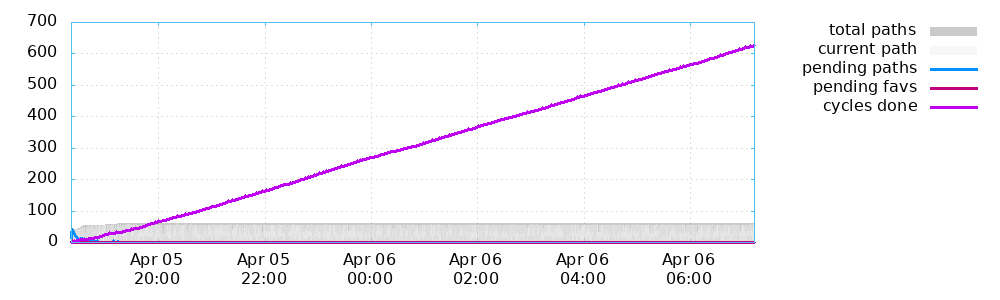 700
600
500
400
300
200
100
0
Apr 05 Apr 05 Apr 06 Apr 06 Apr 06 Apr 06
20:00 22:00 00:00 02:00 04:00 06:00
total paths
current path
pending paths
pending favs
cycles done